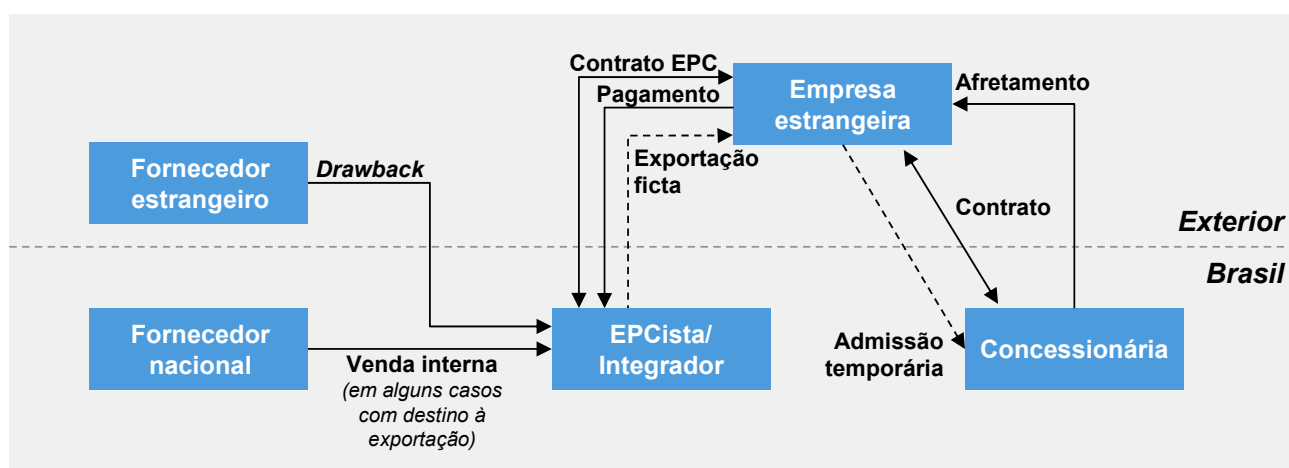 Contrato EPC
Pagamento
Empresa
estrangeira
Afretamento
Fornecedor
estrangeiro
Drawback
Exportação
ficta
Contrato
Exterior
Brasil
Fornecedor
nacional
Venda interna
(em alguns casos
com destino à
exportação)
EPCista/
Integrador
Admissão
temporária
Concessionária